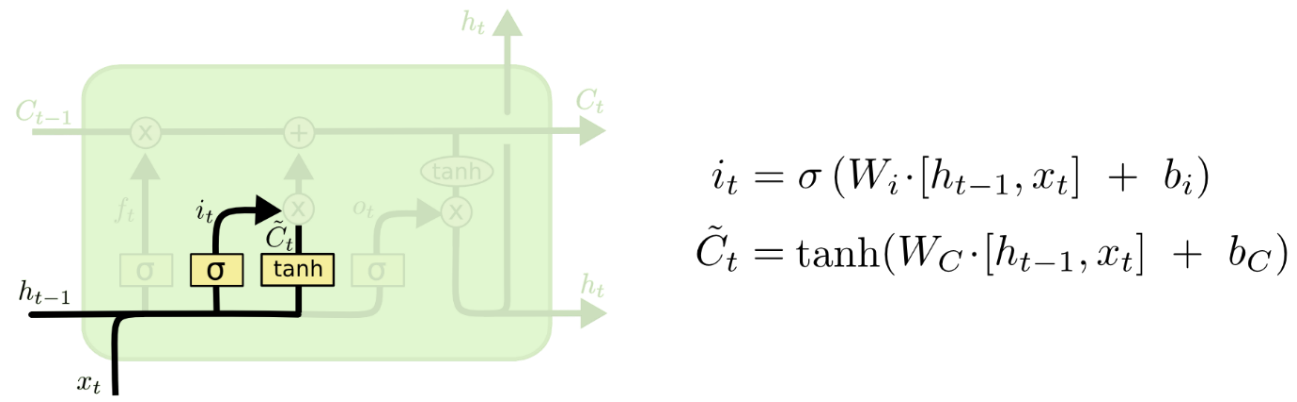 h_t
C_{t-1}
C_t
x
+
tanh
f_t
i_t
x
o_t
x
C̃_t
σ
σ
tanh
σ
h_{t-1}
h_t
x_t
i_t = σ (W_i·[h_{t-1}, x_t] + b_i)
C̃_t = tanh(W_C·[h_{t-1}, x_t] + b_C)